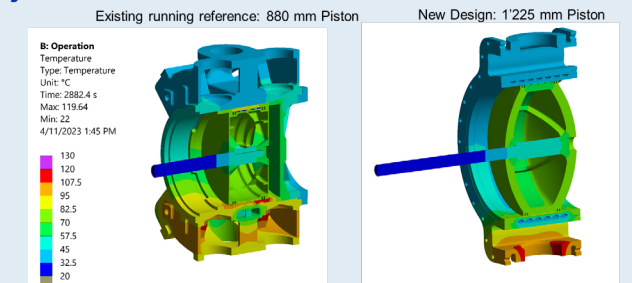 Existing running reference: 880 mm Piston
New Design: 1'225 mm Piston
B: Operation
Temperature
Type: Temperature
Unit: °C
Time: 2882.4 s
Max: 119.64
Min: 22
4/11/2023 1:45 PM
130
120
107.5
95
82.5
70
57.5
45
32.5
20